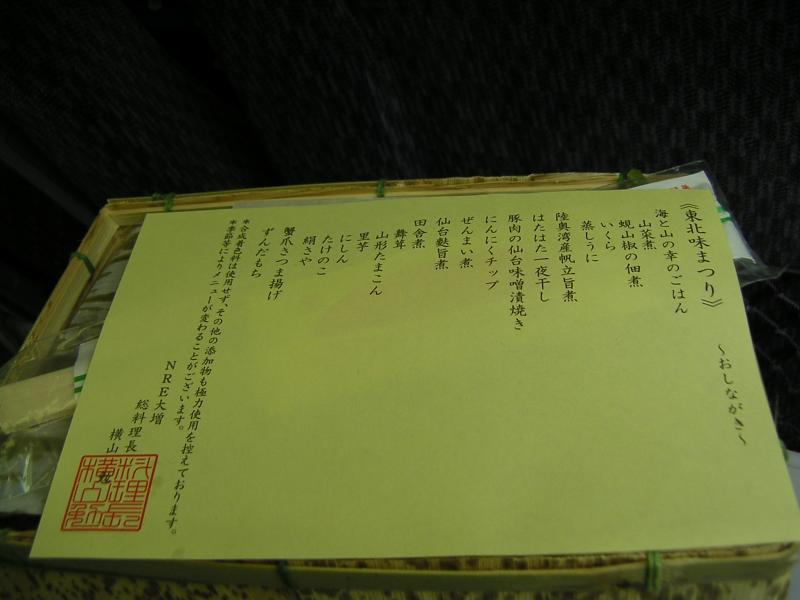 ～おしながき～
《東北味まつり》
海と山の幸のごはん
山菜煮
蜆山椒の佃煮
いくら
蒸しうに
陸奥湾産帆立旨煮
はたはた一夜干し
豚肉の仙台味噌漬焼き
にんにくチップ
ぜんまい煮
仙台麩旨煮
田舎煮
舞茸
山形たまこん
里芋
にしん
たけのこ
絹さや
蟹爪さつま揚げ
ずんだもち
※合成着色料は使用せず、その他の添加物も極力使用を控えております。
※季節等によりメニューが変わることがございます。
NRE大増
総料理長
横山